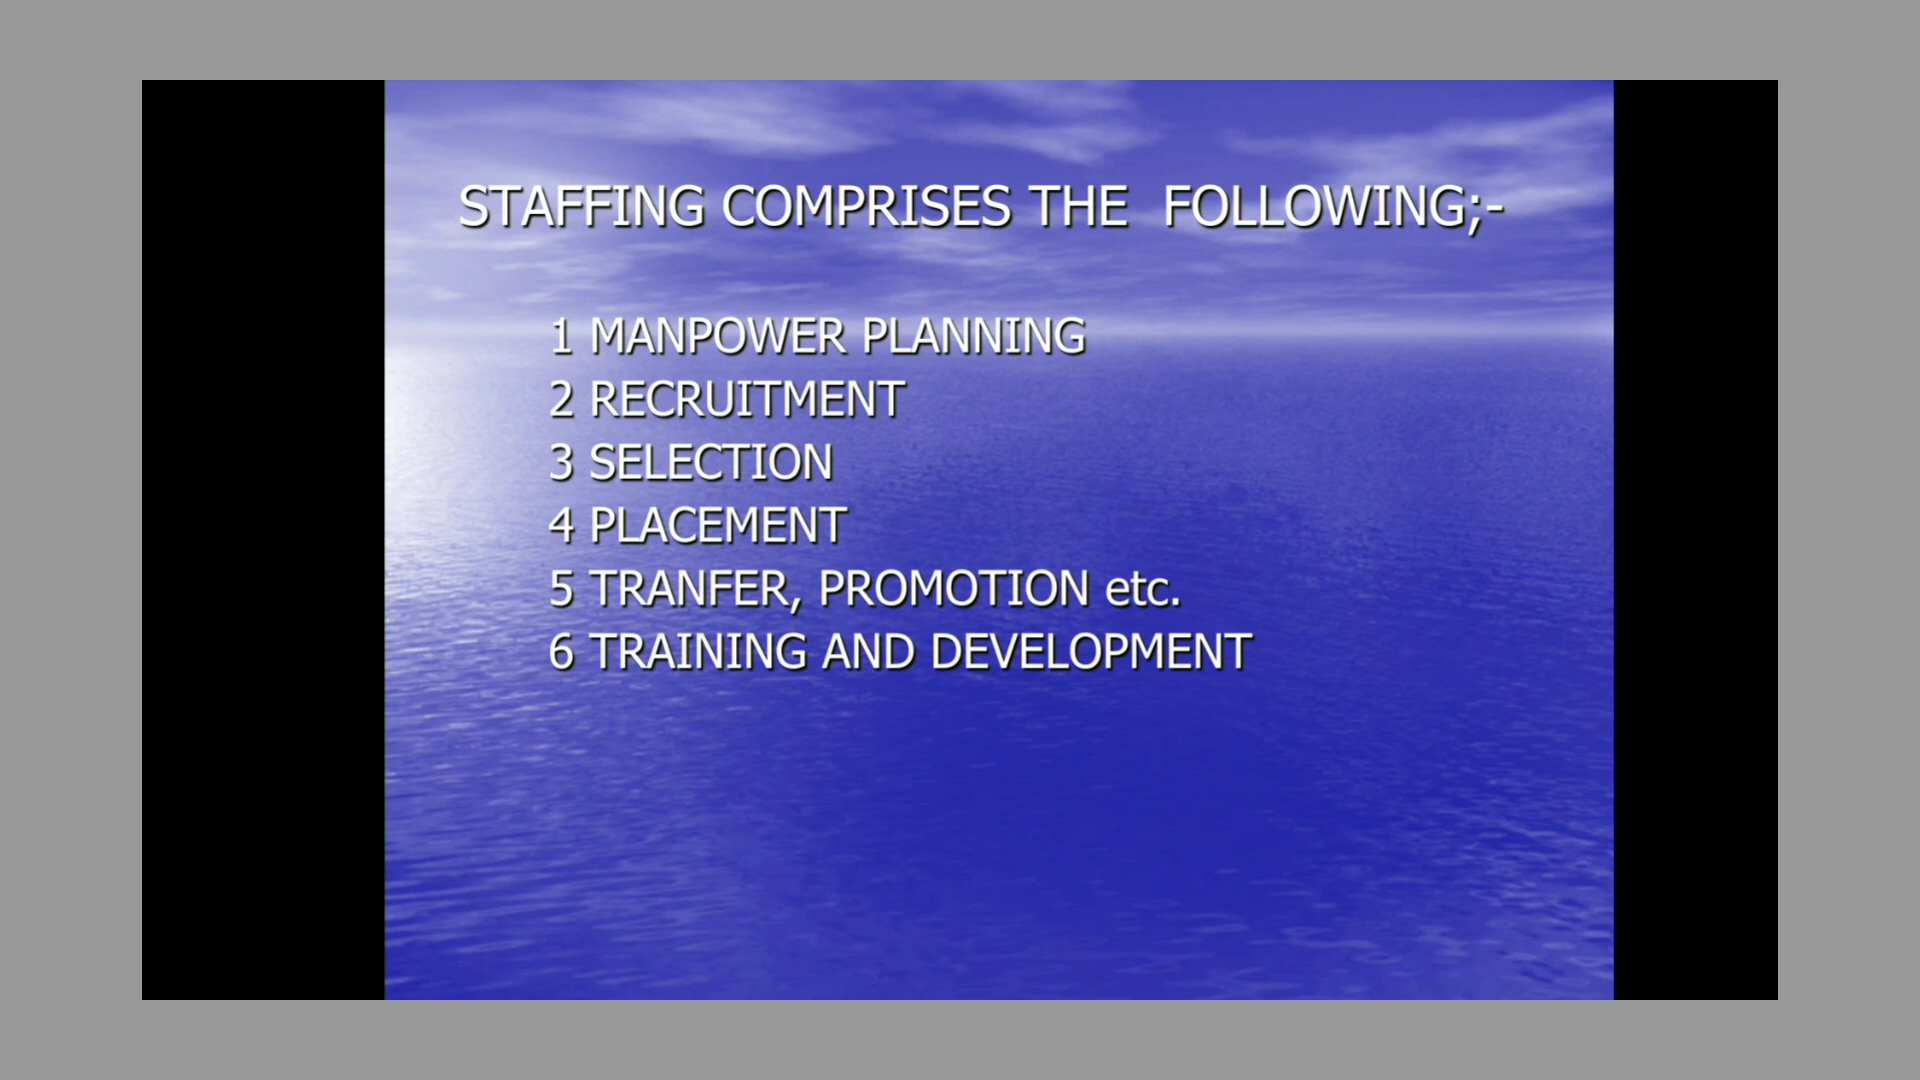 STAFFING COMPRISES THE  FOLLOWING;-
1 MANPOWER PLANNING
2 RECRUITMENT
3 SELECTION
4 PLACEMENT
5 TRANFER, PROMOTION etc.
6 TRAINING AND DEVELOPMENT